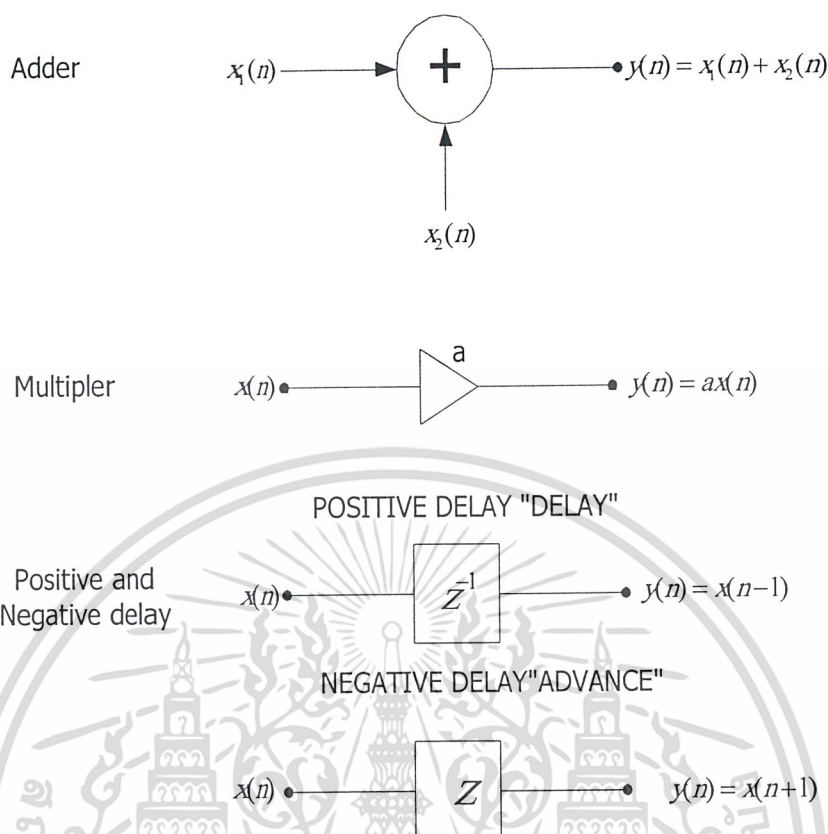 Adder x₁(n) + y(n) = x₁(n) + x₂(n)
x₂(n)
a
Multipler x(n) y(n) = ax(n)
POSITIVE DELAY "DELAY"
Positive and
Negative delay
x(n) Z⁻¹ y(n) = x(n−1)
NEGATIVE DELAY"ADVANCE"
x(n) Z y(n) = x(n+1)